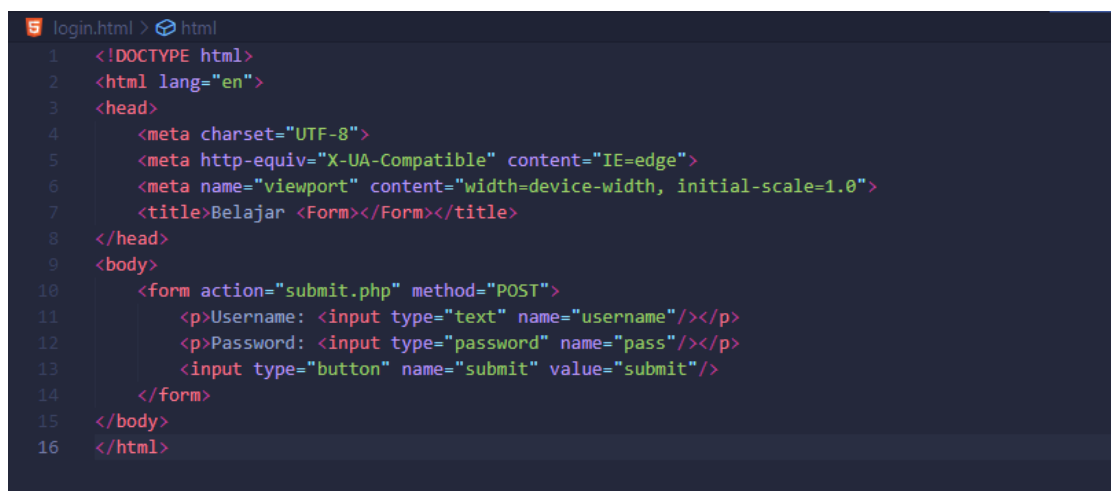 login.html > html
1 <!DOCTYPE html>
2 <html lang="en">
3 <head>
4     <meta charset="UTF-8">
5     <meta http-equiv="X-UA-Compatible" content="IE=edge">
6     <meta name="viewport" content="width=device-width, initial-scale=1.0">
7     <title>Belajar <Form></Form></title>
8 </head>
9 <body>
10     <form action="submit.php" method="POST">
11         <p>Username: <input type="text" name="username"/></p>
12         <p>Password: <input type="password" name="pass"/></p>
13         <input type="button" name="submit" value="submit"/>
14     </form>
15 </body>
16 </html>